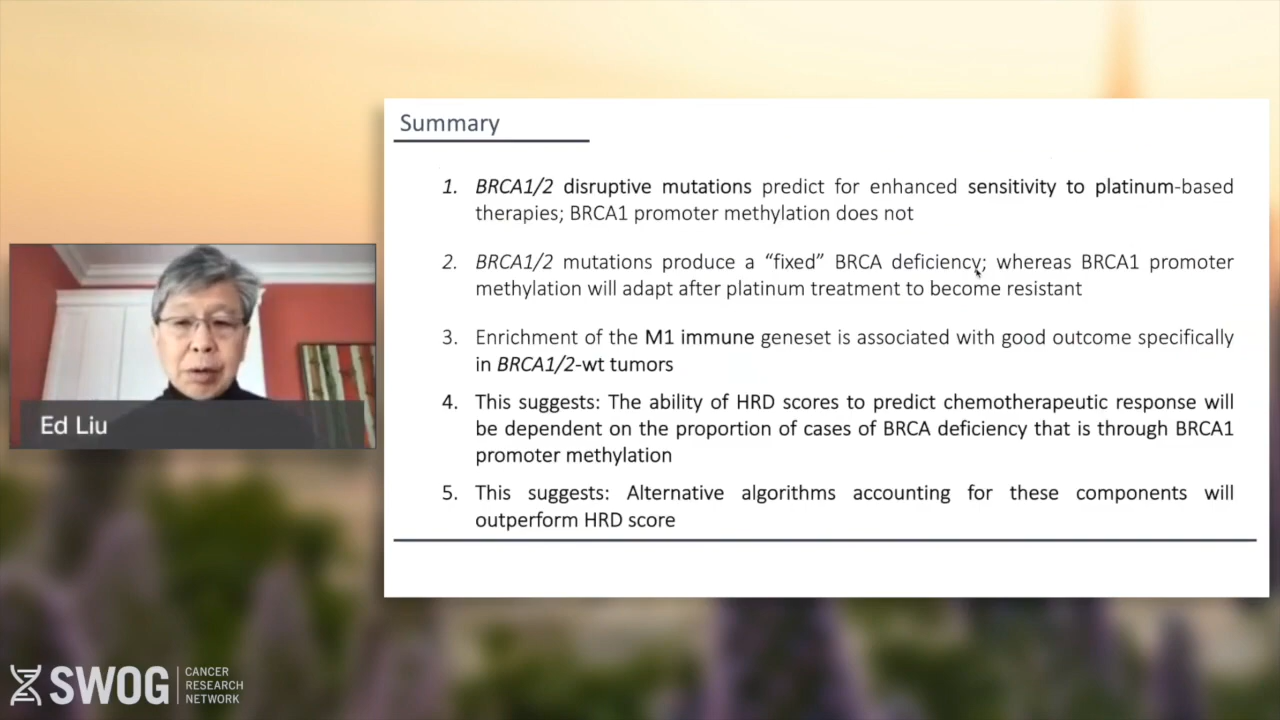 Summary
1. BRCA1/2 disruptive mutations predict for enhanced sensitivity to platinum-based
therapies; BRCA1 promoter methylation does not
2. BRCA1/2 mutations produce a “fixed” BRCA deficiency; whereas BRCA1 promoter
methylation will adapt after platinum treatment to become resistant
3. Enrichment of the M1 immune geneset is associated with good outcome specifically
in BRCA1/2-wt tumors
4. This suggests: The ability of HRD scores to predict chemotherapeutic response will
be dependent on the proportion of cases of BRCA deficiency that is through BRCA1
promoter methylation
5. This suggests: Alternative algorithms accounting for these components will
outperform HRD score
Ed Liu
SWOG
CANCER
RESEARCH
NETWORK